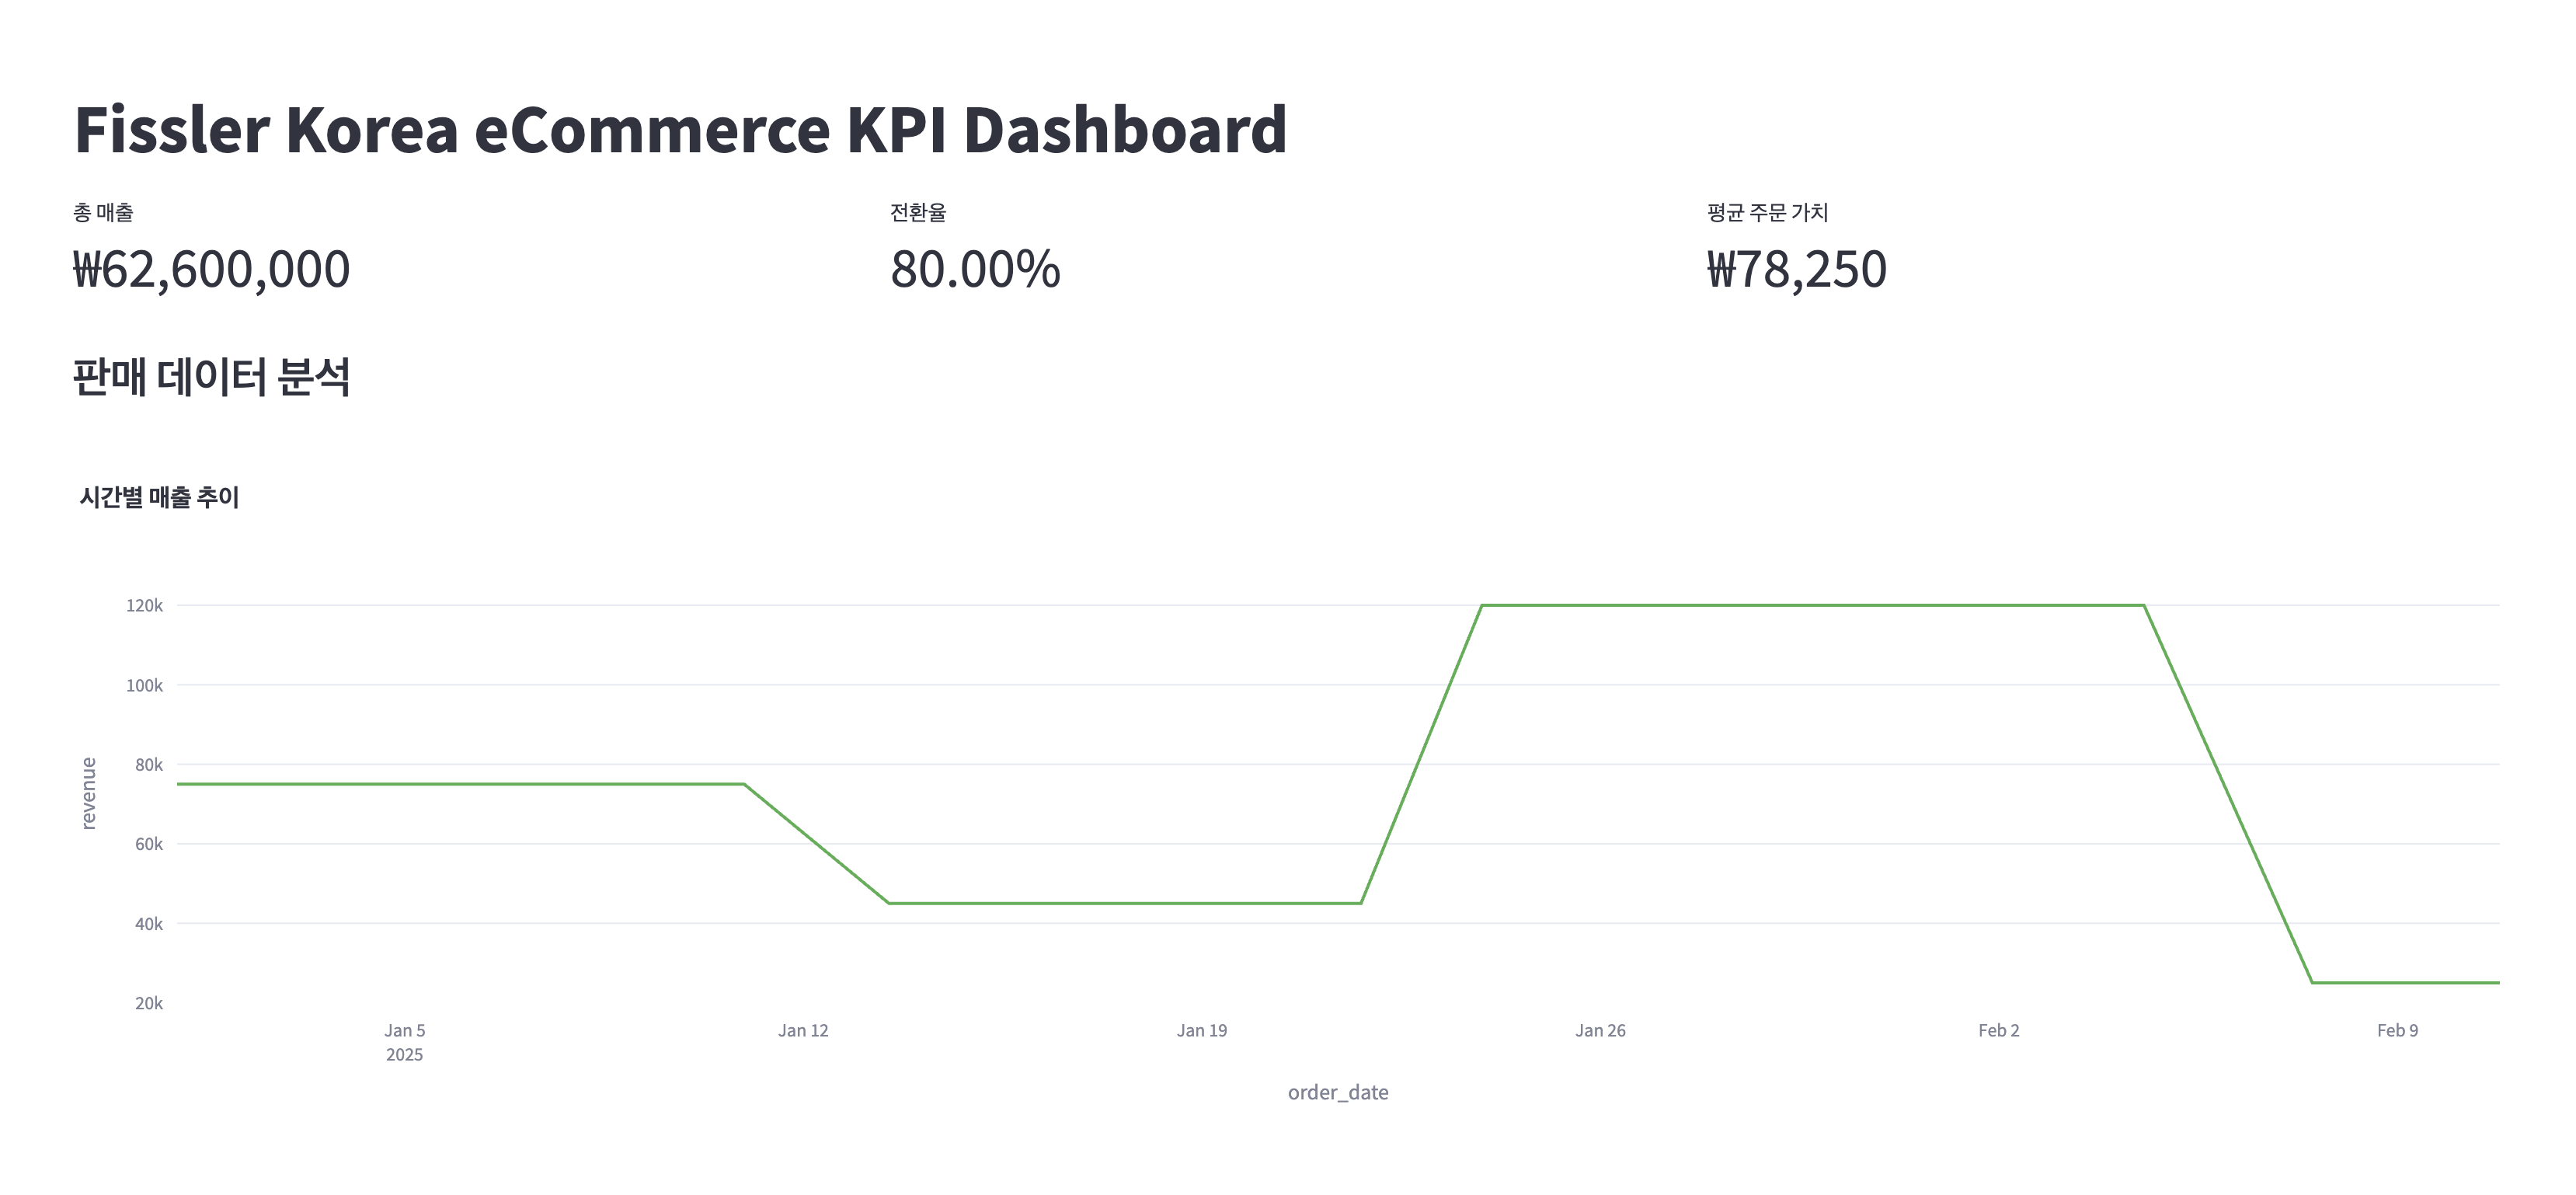 Fissler Korea eCommerce KPI Dashboard
총 매출
₩62,600,000
전환율
80.00%
평균 주문 가치
₩78,250
판매 데이터 분석
시간별 매출 추이
revenue
120k
100k
80k
60k
40k
20k
Jan 5
2025
Jan 12
Jan 19
Jan 26
Feb 2
Feb 9
order_date